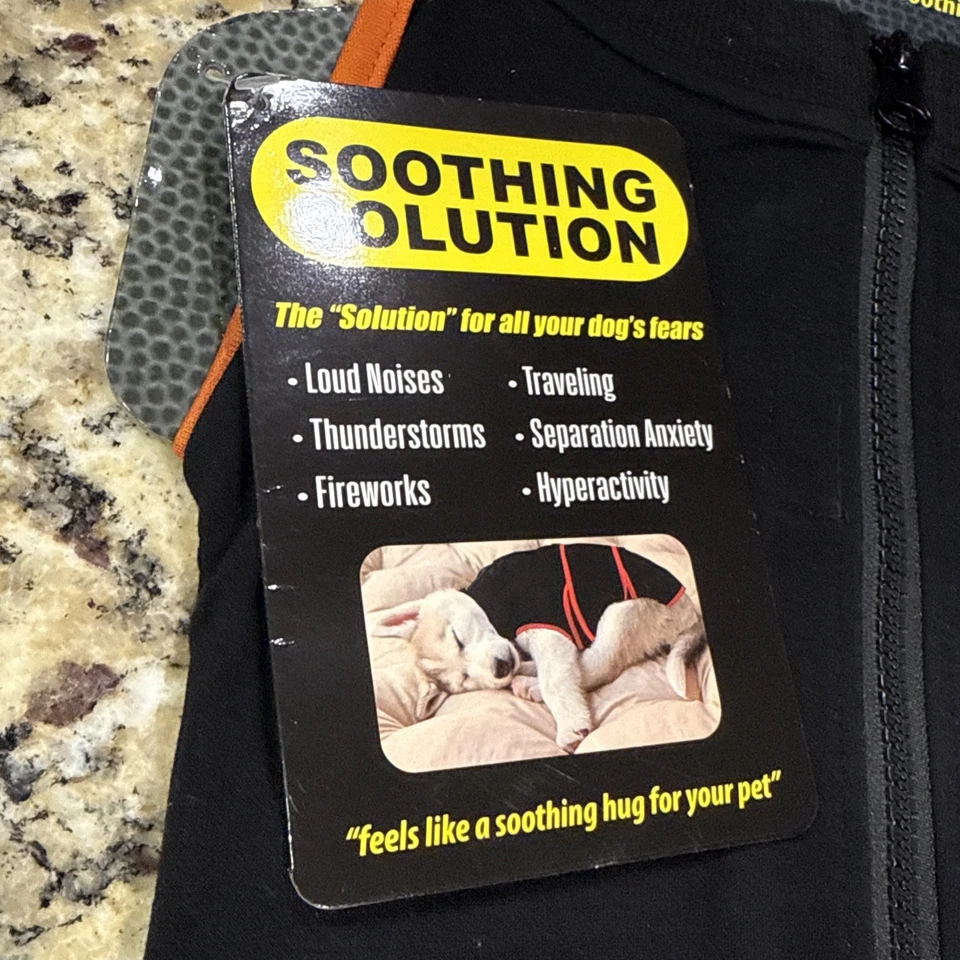 SOOTHING
SOLUTION
The “Solution” for all your dog's fears
• Loud Noises
• Thunderstorms
• Fireworks
• Traveling
• Separation Anxiety
• Hyperactivity
“feels like a soothing hug for your pet”